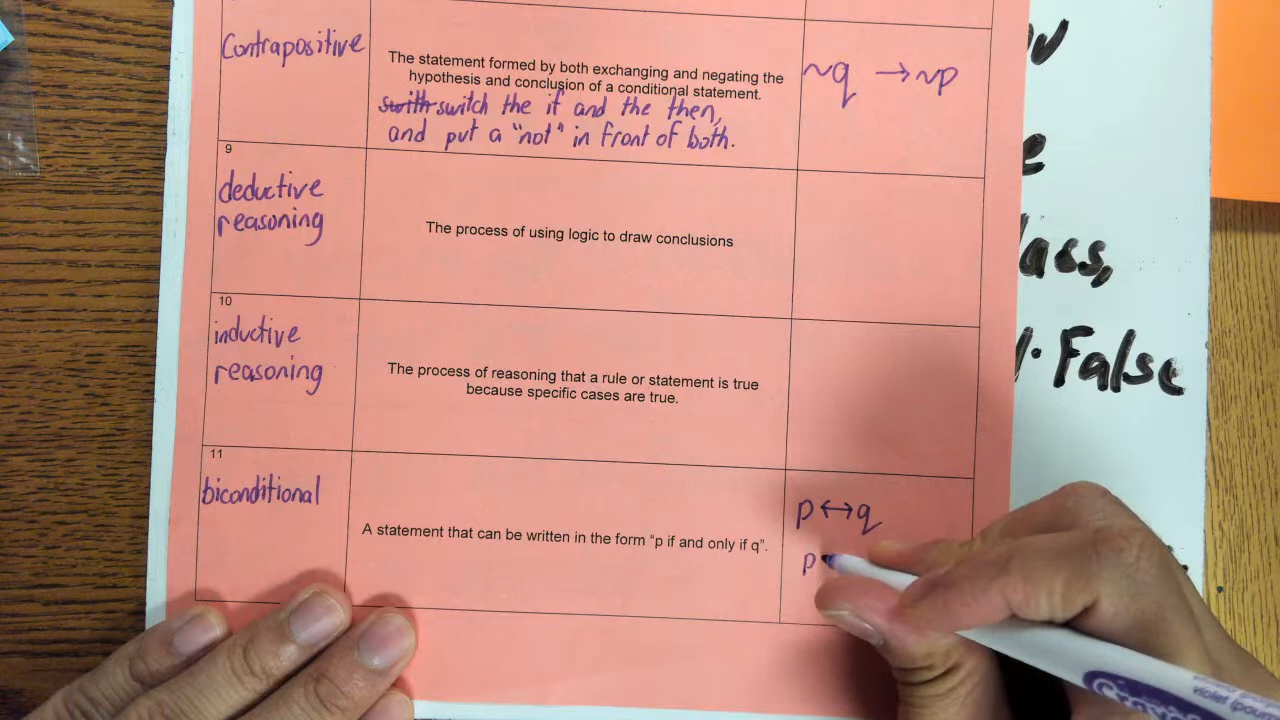 Contrapositive
The statement formed by both exchanging and negating the
hypothesis and conclusion of a conditional statement.
swith switch the if and the then,
and put a "not" in front of both.
~q → ~p
9
deductive
reasoning
The process of using logic to draw conclusions
10
inductive
reasoning
The process of reasoning that a rule or statement is true
because specific cases are true.
11
biconditional
A statement that can be written in the form “p if and only if q”.
p ↔ q
p
lass,
False
violet